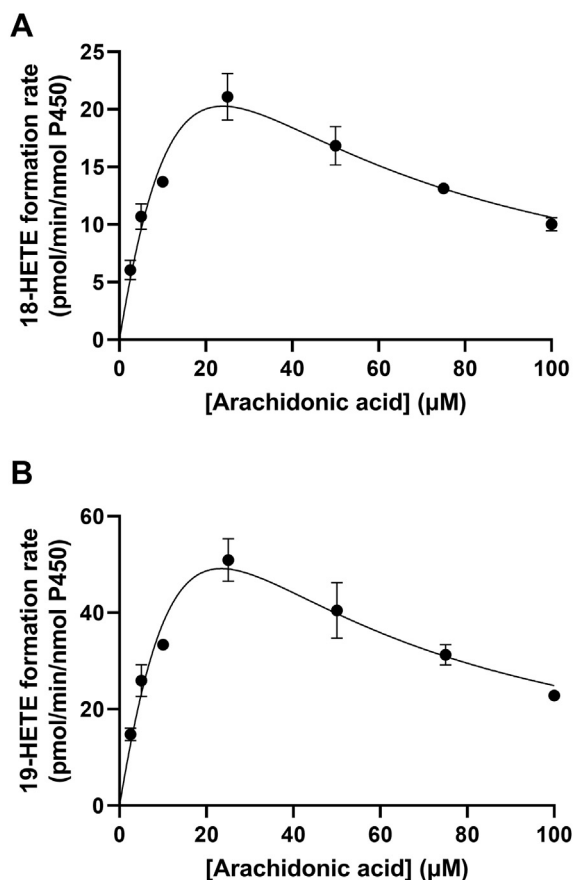 A
18-HETE formation rate
(pmol/min/nmol P450)
25
20
15
10
5
0
0 20 40 60 80 100
[Arachidonic acid] (µM)
B
19-HETE formation rate
(pmol/min/nmol P450)
60
40
20
0
0 20 40 60 80 100
[Arachidonic acid] (µM)